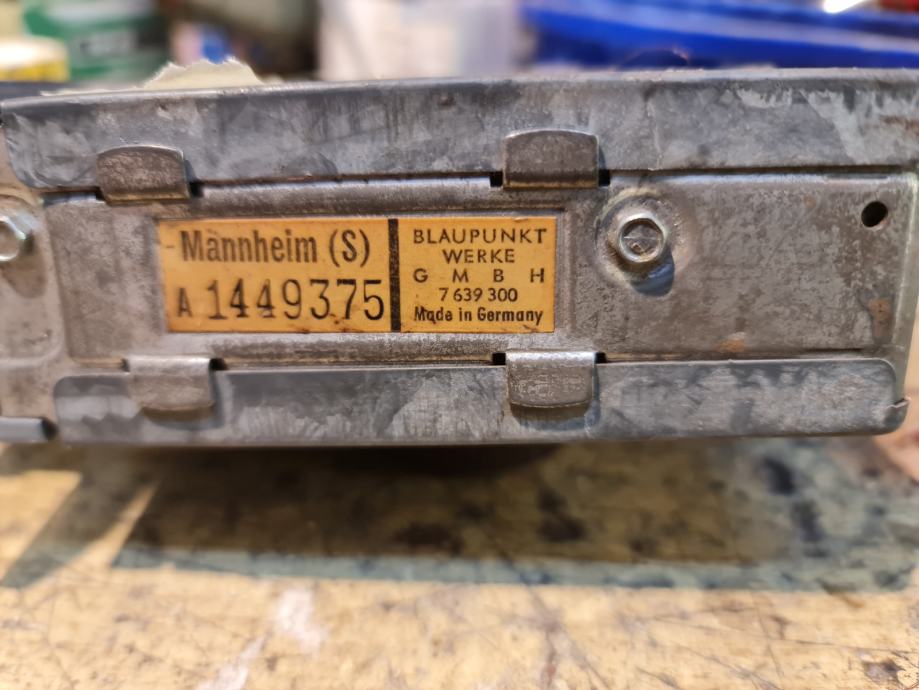 Mannheim (S)
A 1449375
BLAUPUNKT
WERKE
G M B H
7 639 300
Made in Germany